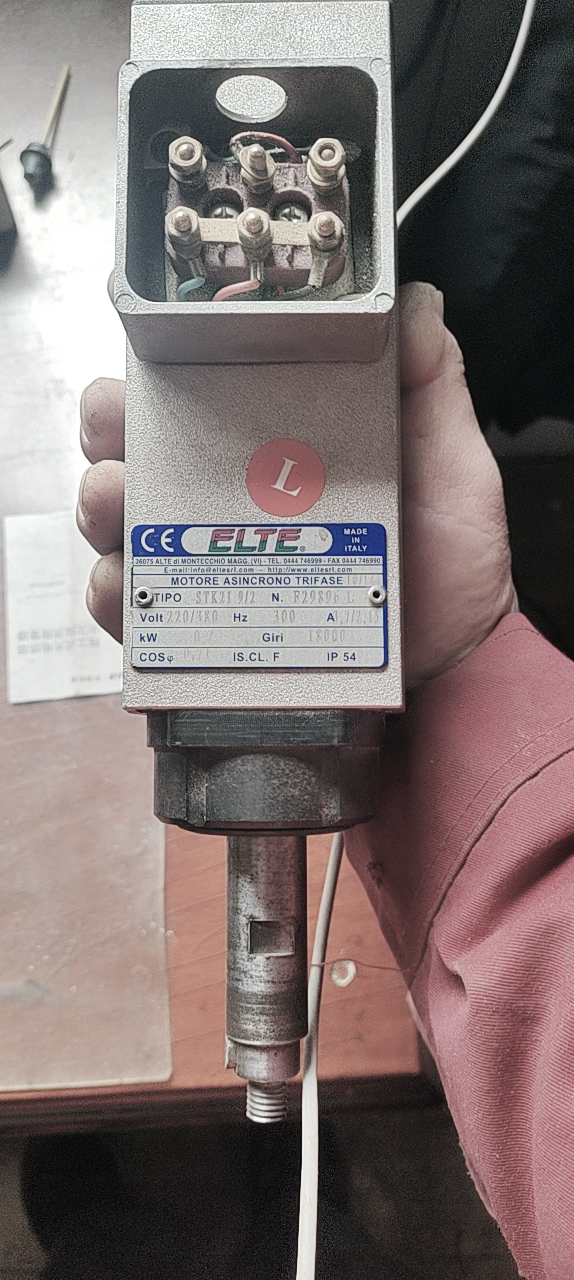 L
CE ELTE® MADE IN ITALY
36075 ALTE di MONTECCHIO MAGG. (VI) - TEL. 0444 746999 - FAX 0444 746990
E-mail:info@eltesrl.com - http://www.eltesrl.com
MOTORE ASINCRONO TRIFASE
TIPO STK21 9/2 N. L
Volt 220/380 Hz 300 A
kW Giri 18000
COSφ IS.CL. F IP 54